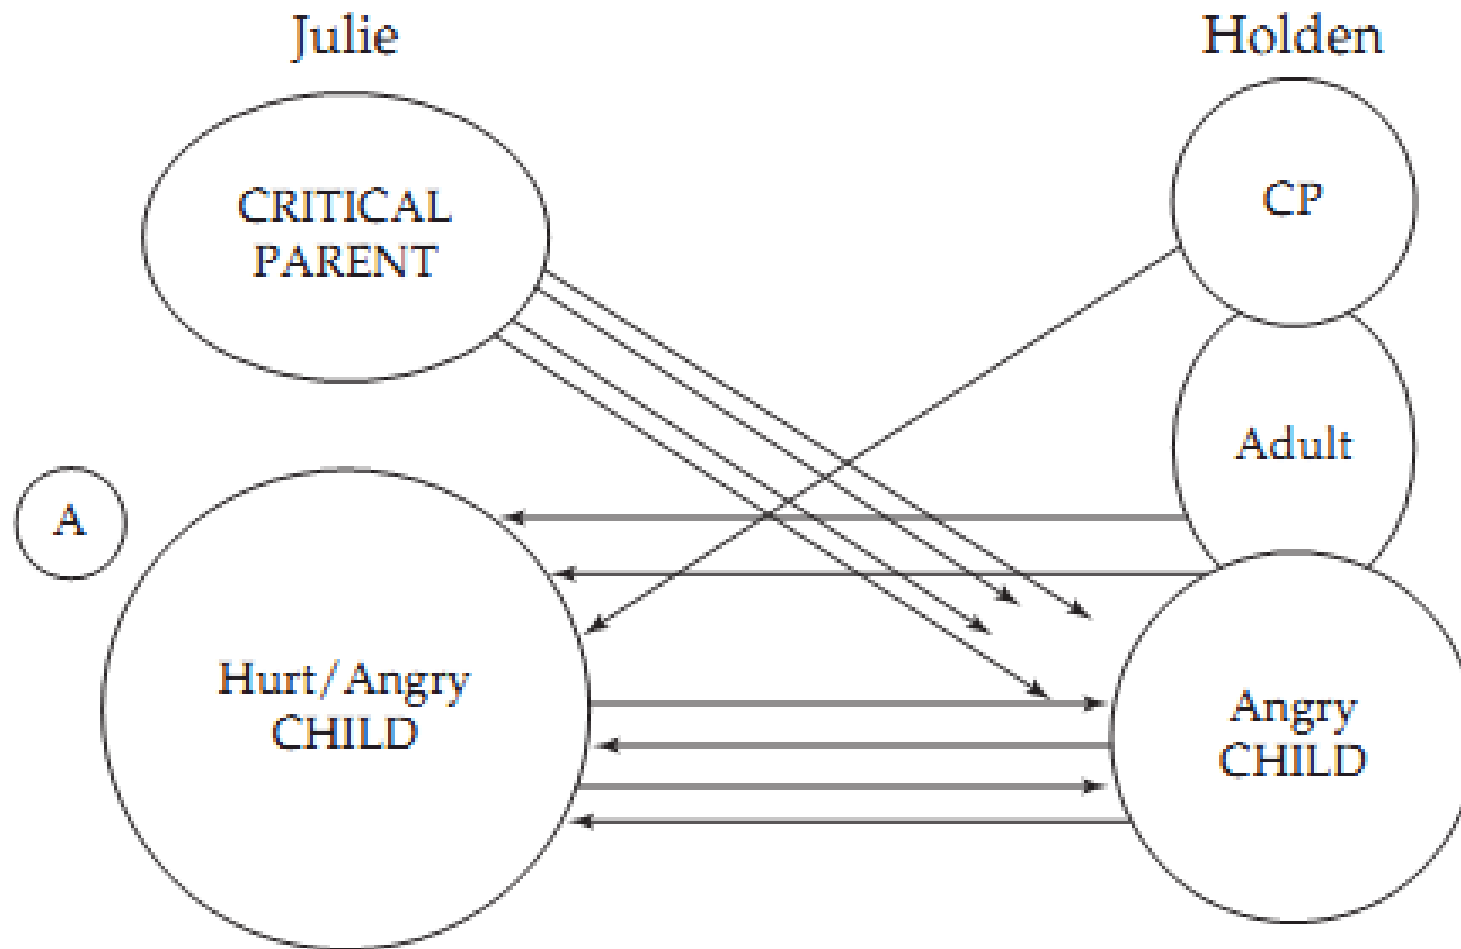 Julie
Holden
CRITICAL
PARENT
CP
Adult
A
Hurt/Angry
CHILD
Angry
CHILD